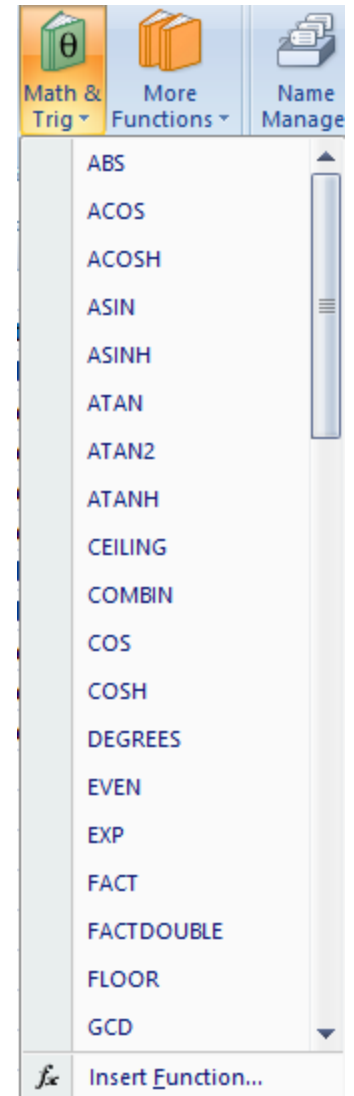 θ
Math &
Trig
More
Functions
Name
Manage
ABS
ACOS
ACOSH
ASIN
ASINH
ATAN
ATAN2
ATANH
CEILING
COMBIN
COS
COSH
DEGREES
EVEN
EXP
FACT
FACTDOUBLE
FLOOR
GCD
fx Insert Function...